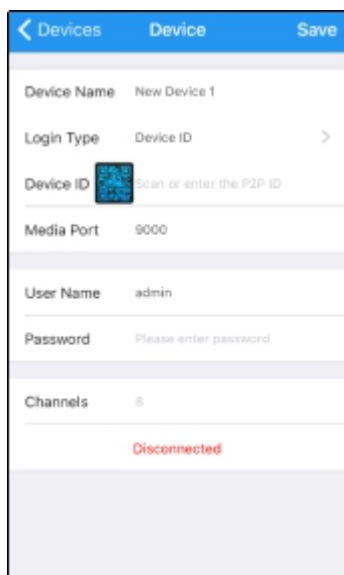 Devices Device Save
Device Name New Device 1
Login Type Device ID
Device ID Scan or enter the P2P ID
Media Port 9000
User Name admin
Password Please enter password
Channels 8
Disconnected